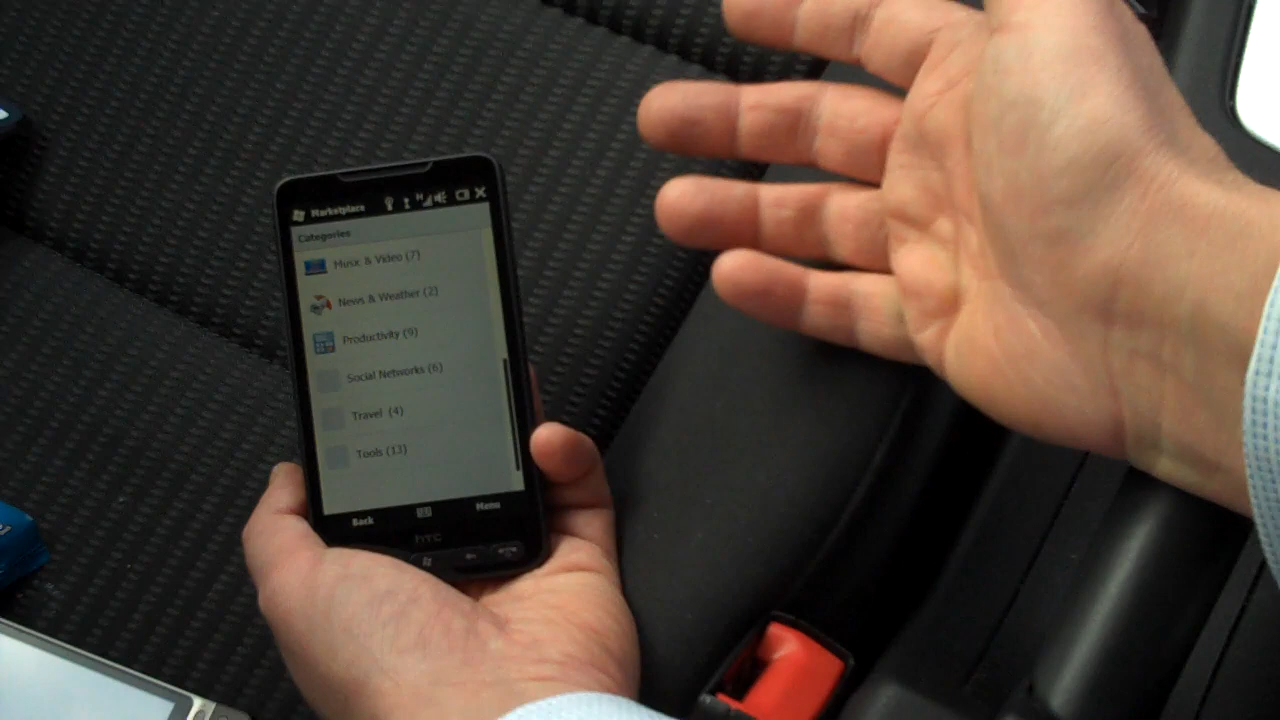 Marketplace
Categories
Music & Video (7)
News & Weather (2)
Productivity (9)
Social Networks (6)
Travel (4)
Tools (13)
Back Menu
hTC